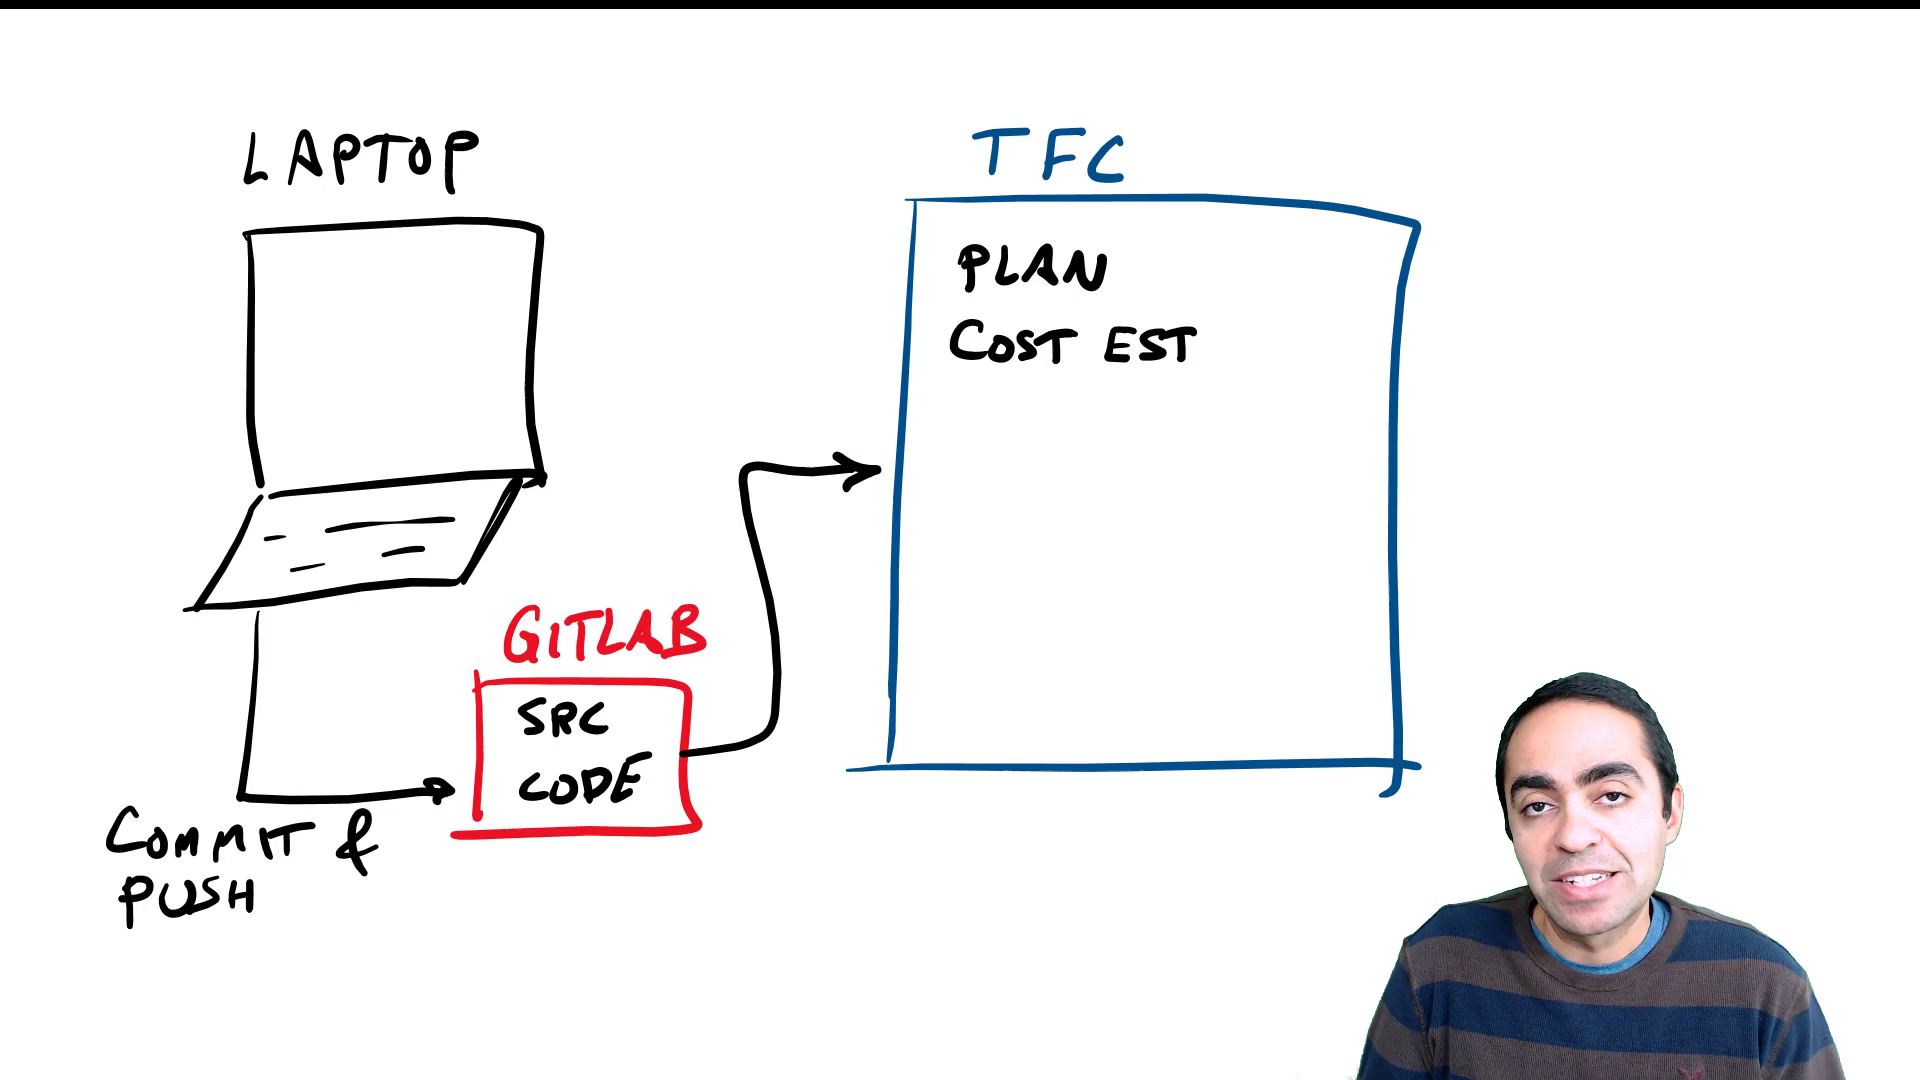 LAPTOP
TFC
PLAN
COST EST
GITLAB
SRC
CODE
COMMIT &
PUSH